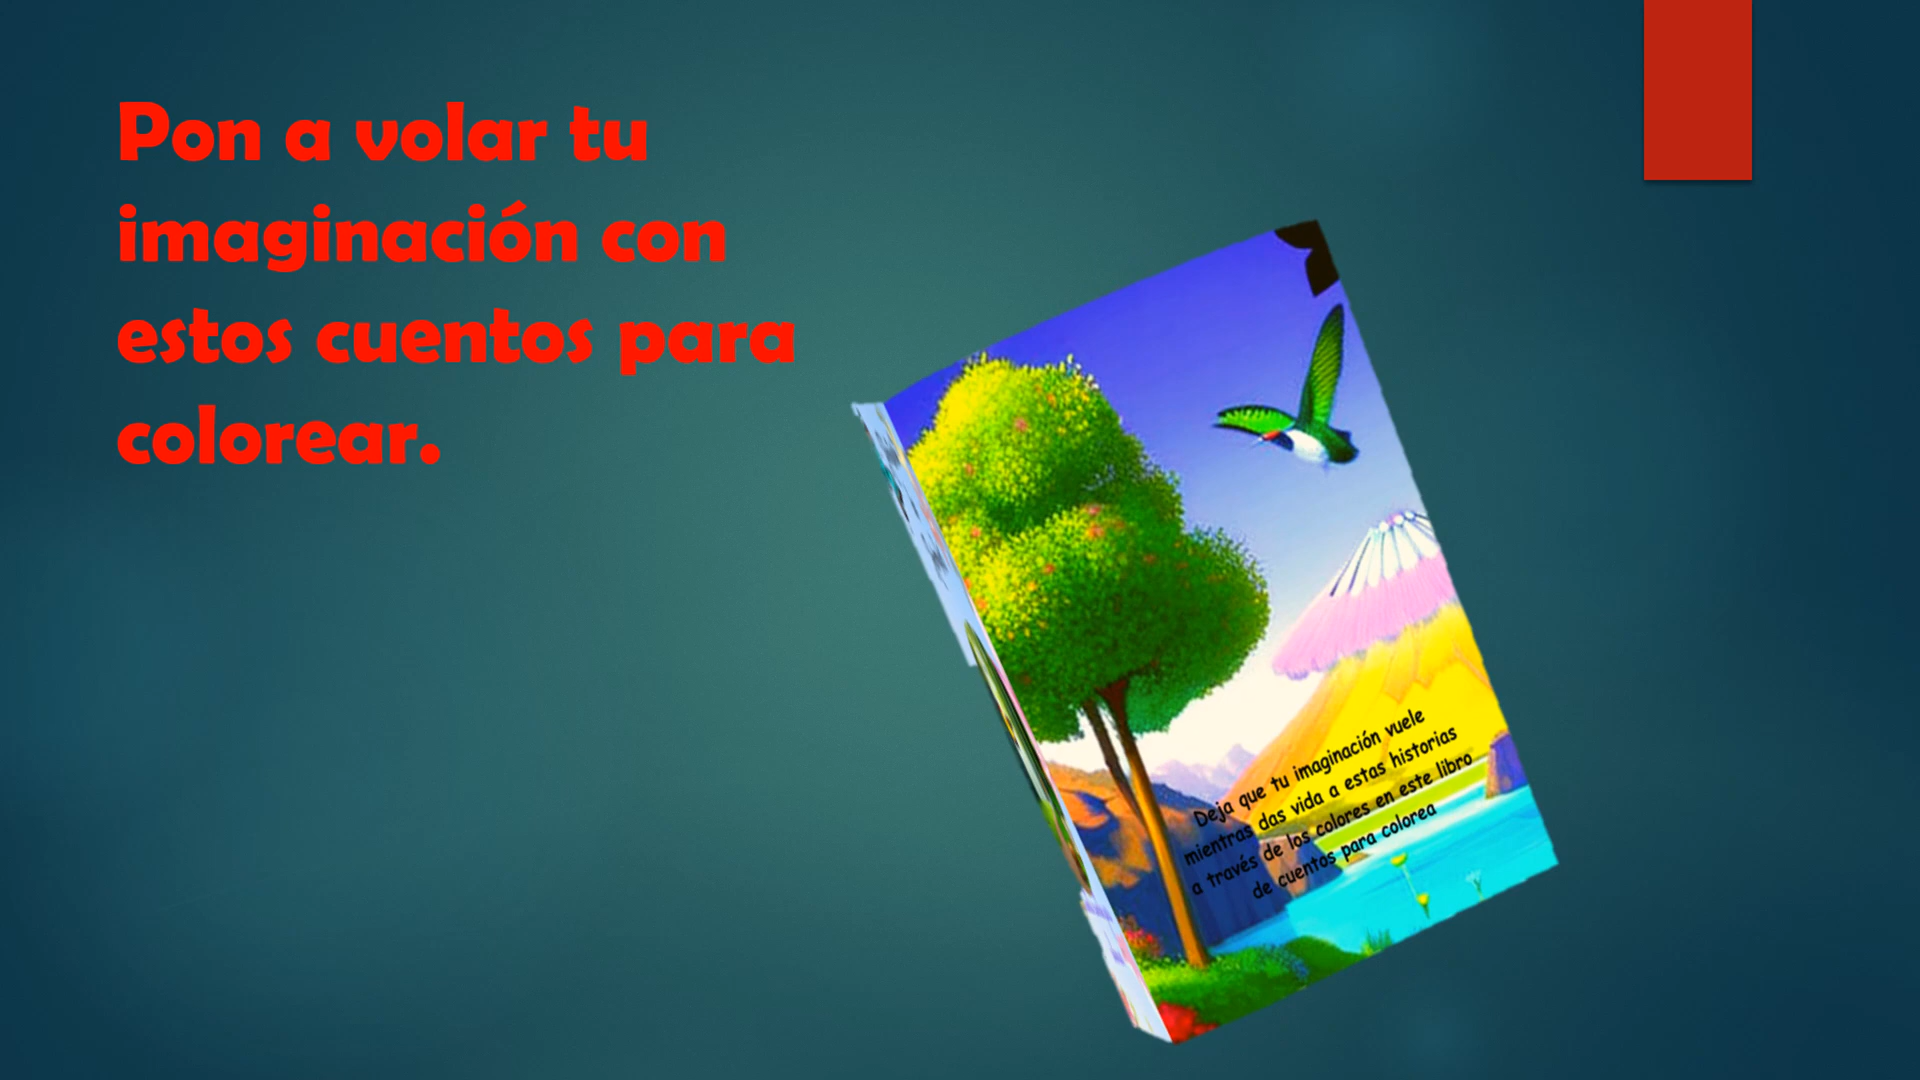 Pon a volar tu
imaginación con
estos cuentos para
colorear.
Deja que tu imaginación vuele
mientras das vida a estas historias
a través de los colores en este libro
de cuentos para colorea